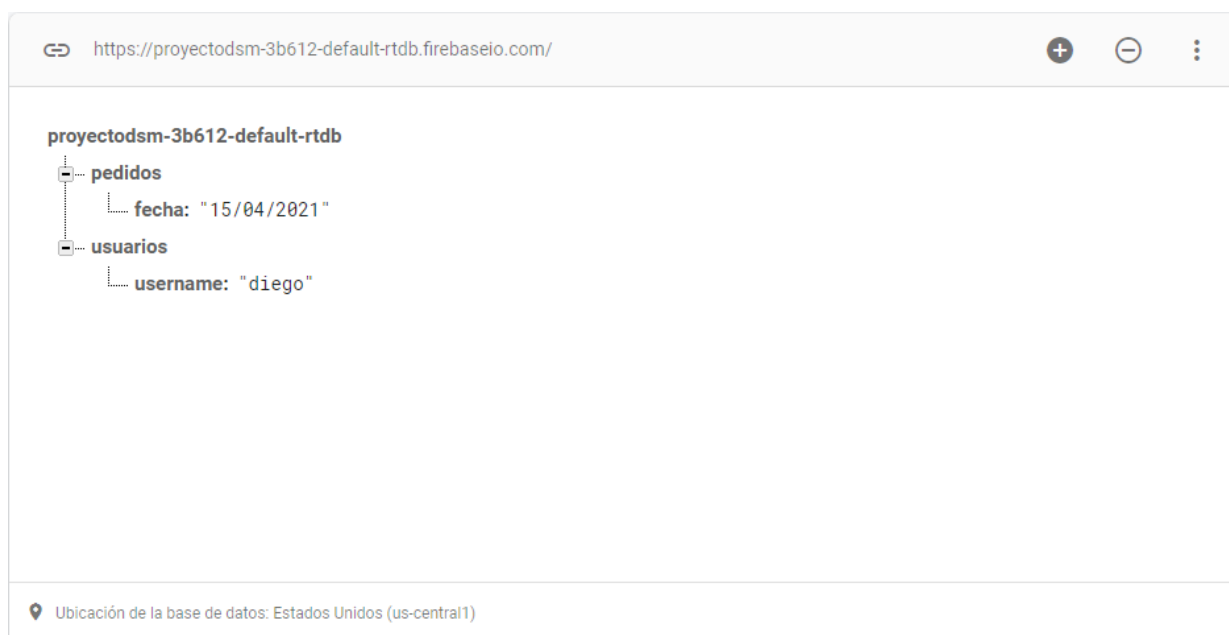 https://proyectodsm-3b612-default-rtdb.firebaseio.com/
proyectodsm-3b612-default-rtdb
pedidos
fecha: "15/04/2021"
usuarios
username: "diego"
Ubicación de la base de datos: Estados Unidos (us-central1)